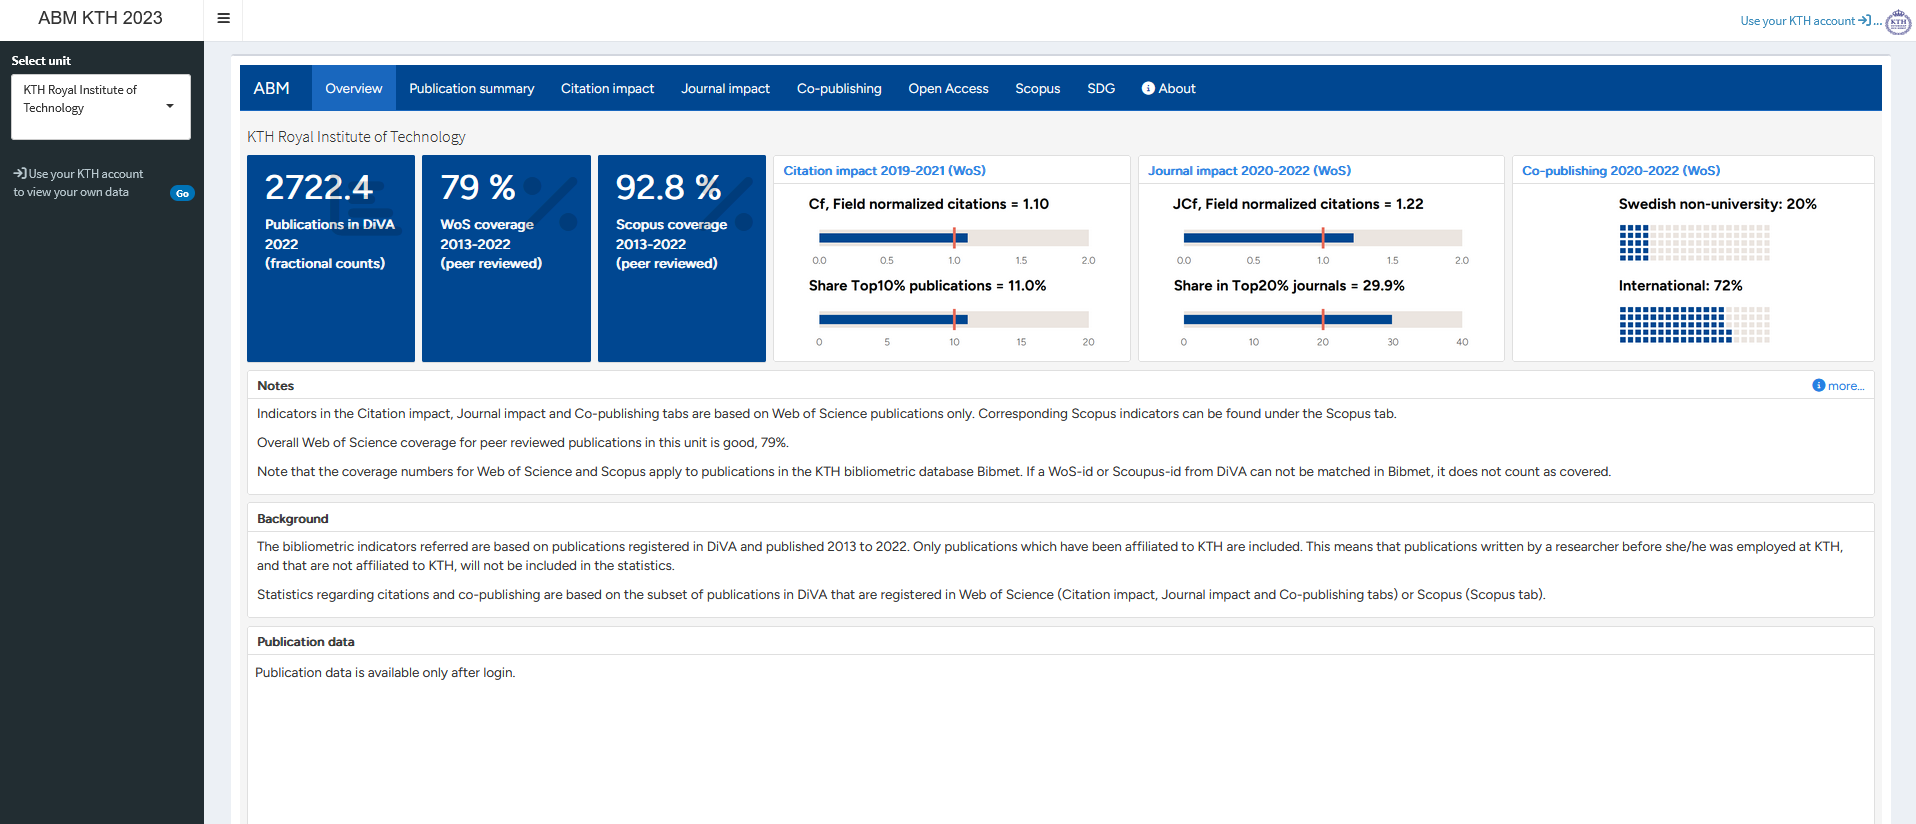 ABM KTH 2023
Use your KTH account ...
KTH
Select unit
KTH Royal Institute of
Technology
Use your KTH account
to view your own data
Go
ABM
Overview
Publication summary
Citation impact
Journal impact
Co-publishing
Open Access
Scopus
SDG
About
KTH Royal Institute of Technology
2722.4
Publications in DiVA
2022
(fractional counts)
79 %
WoS coverage
2013-2022
(peer reviewed)
92.8 %
Scopus coverage
2013-2022
(peer reviewed)
Citation impact 2019-2021 (WoS)
Cf, Field normalized citations = 1.10
0.0 0.5 1.0 1.5 2.0
Share Top10% publications = 11.0%
0 5 10 15 20
Journal impact 2020-2022 (WoS)
JCf, Field normalized citations = 1.22
0.0 0.5 1.0 1.5 2.0
Share in Top20% journals = 29.9%
0 10 20 30 40
Co-publishing 2020-2022 (WoS)
Swedish non-university: 20%
International: 72%
Notes
more...
Indicators in the Citation impact, Journal impact and Co-publishing tabs are based on Web of Science publications only. Corresponding Scopus indicators can be found under the Scopus tab.
Overall Web of Science coverage for peer reviewed publications in this unit is good, 79%.
Note that the coverage numbers for Web of Science and Scopus apply to publications in the KTH bibliometric database Bibmet. If a WoS-id or Scoupus-id from DiVA can not be matched in Bibmet, it does not count as covered.
Background
The bibliometric indicators referred are based on publications registered in DiVA and published 2013 to 2022. Only publications which have been affiliated to KTH are included. This means that publications written by a researcher before she/he was employed at KTH,
and that are not affiliated to KTH, will not be included in the statistics.
Statistics regarding citations and co-publishing are based on the subset of publications in DiVA that are registered in Web of Science (Citation impact, Journal impact and Co-publishing tabs) or Scopus (Scopus tab).
Publication data
Publication data is available only after login.